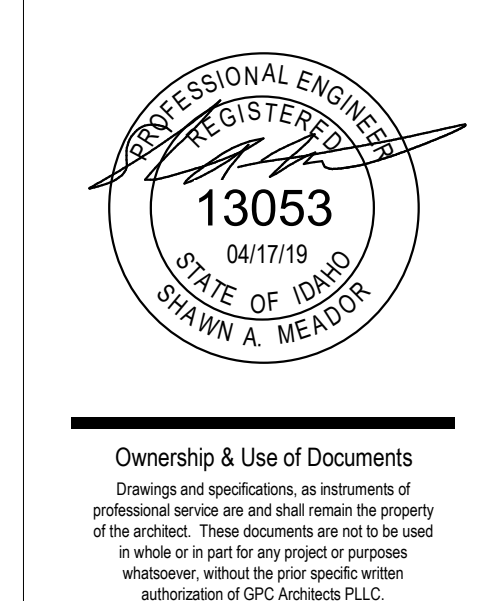 PROFESSIONAL ENGINEER
REGISTERED
13053
04/17/19
STATE OF IDAHO
SHAWN A. MEADOR
Ownership & Use of Documents
Drawings and specifications, as instruments of
professional service are and shall remain the property
of the architect. These documents are not to be used
in whole or in part for any project or purposes
whatsoever, without the prior specific written
authorization of GPC Architects PLLC.